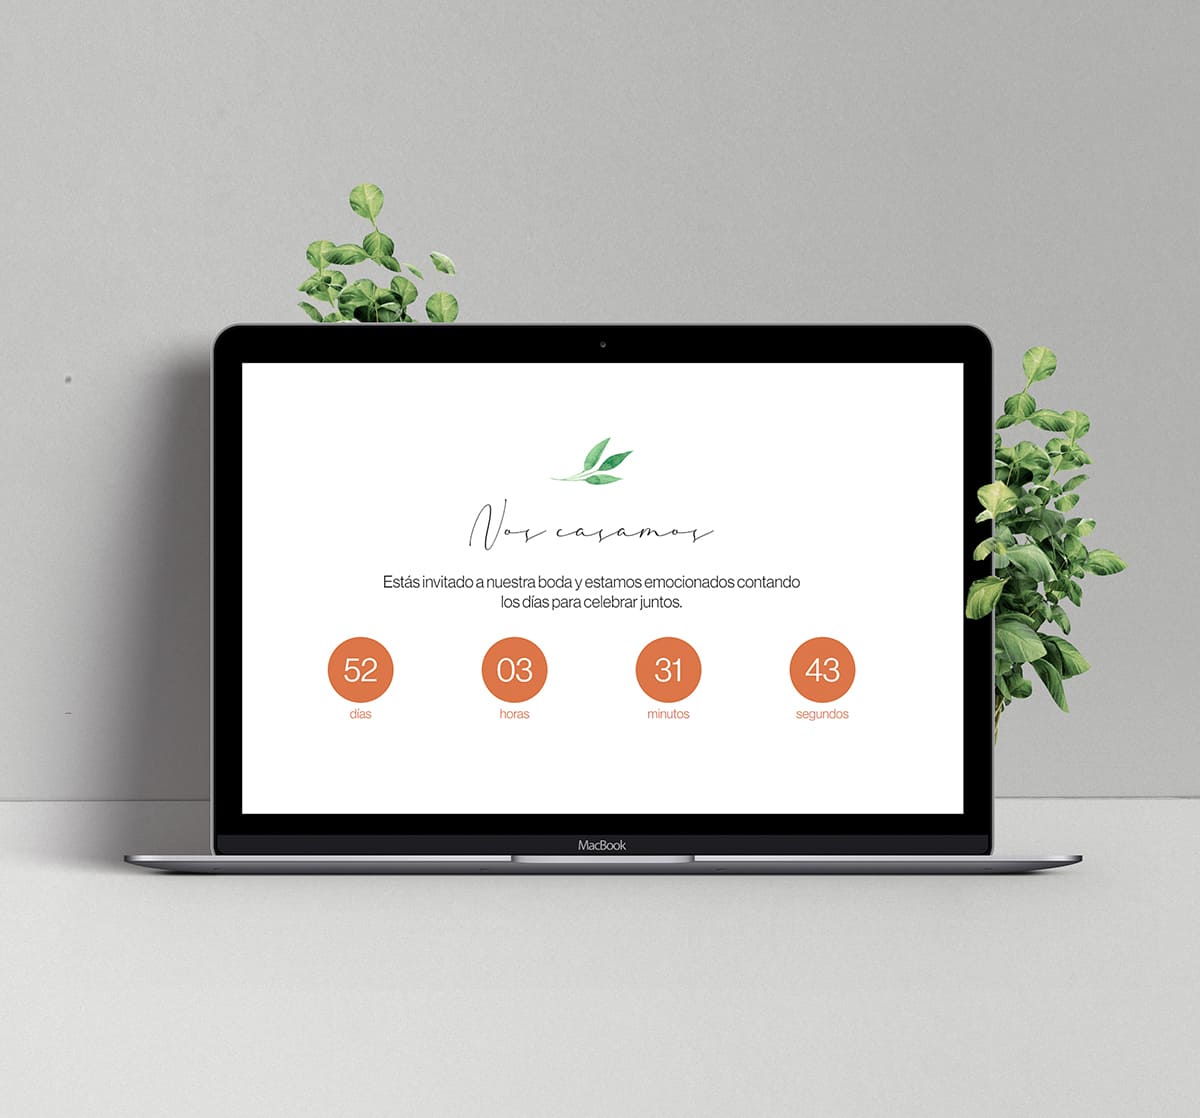 Nos casamos
Estás invitado a nuestra boda y estamos emocionados contando
los días para celebrar juntos.
52 03 31 43
días horas minutos segundos
MacBook